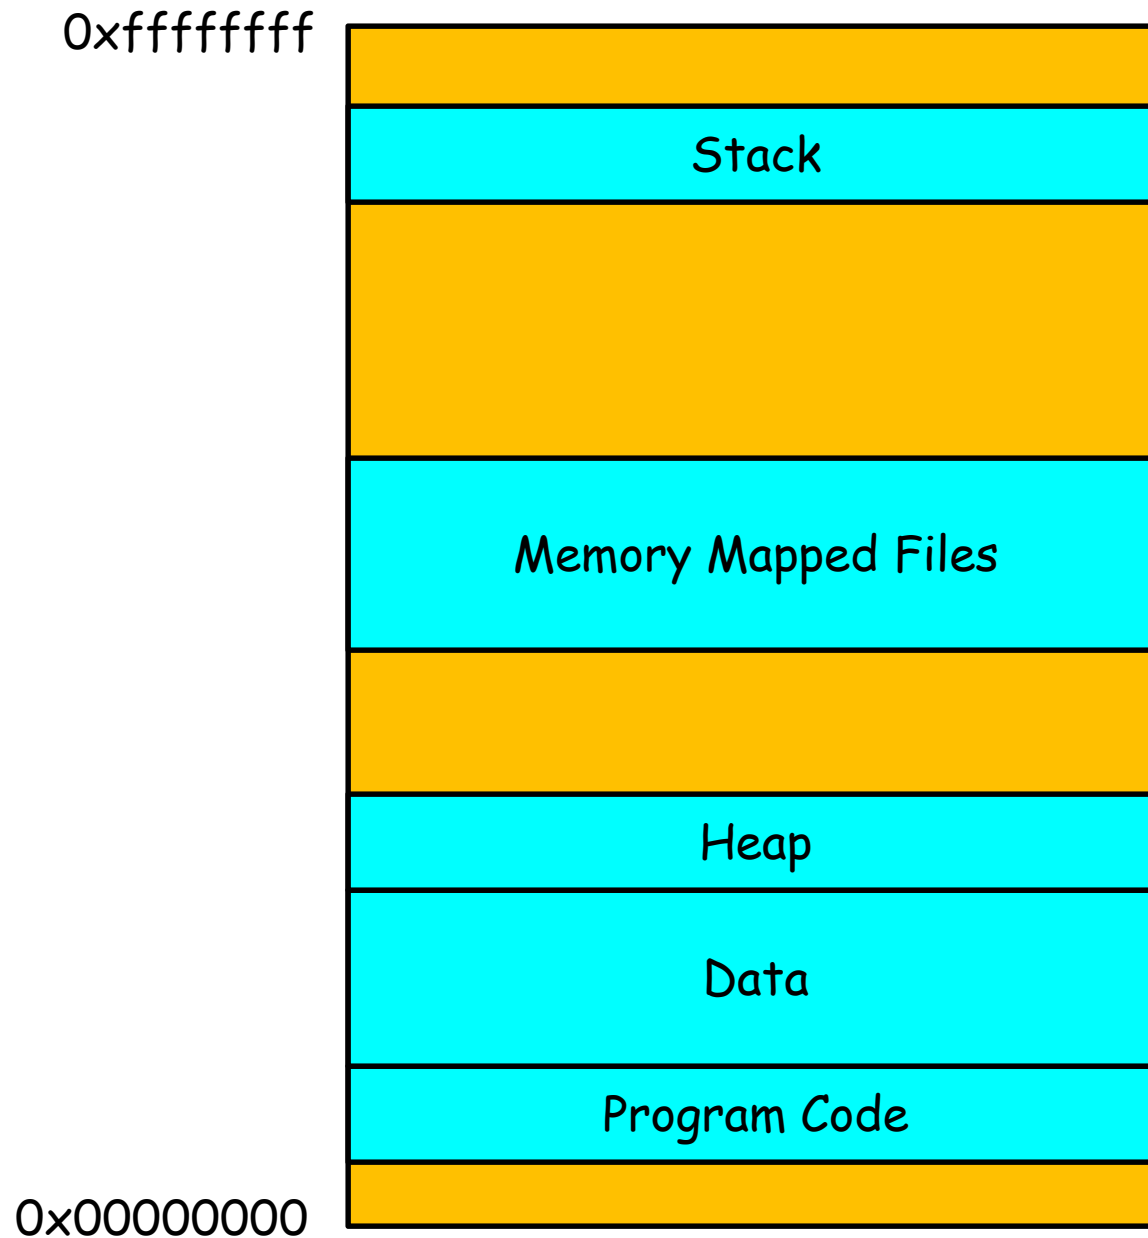 0xffffffff
Stack
Memory Mapped Files
Heap
Data
Program Code
0x00000000